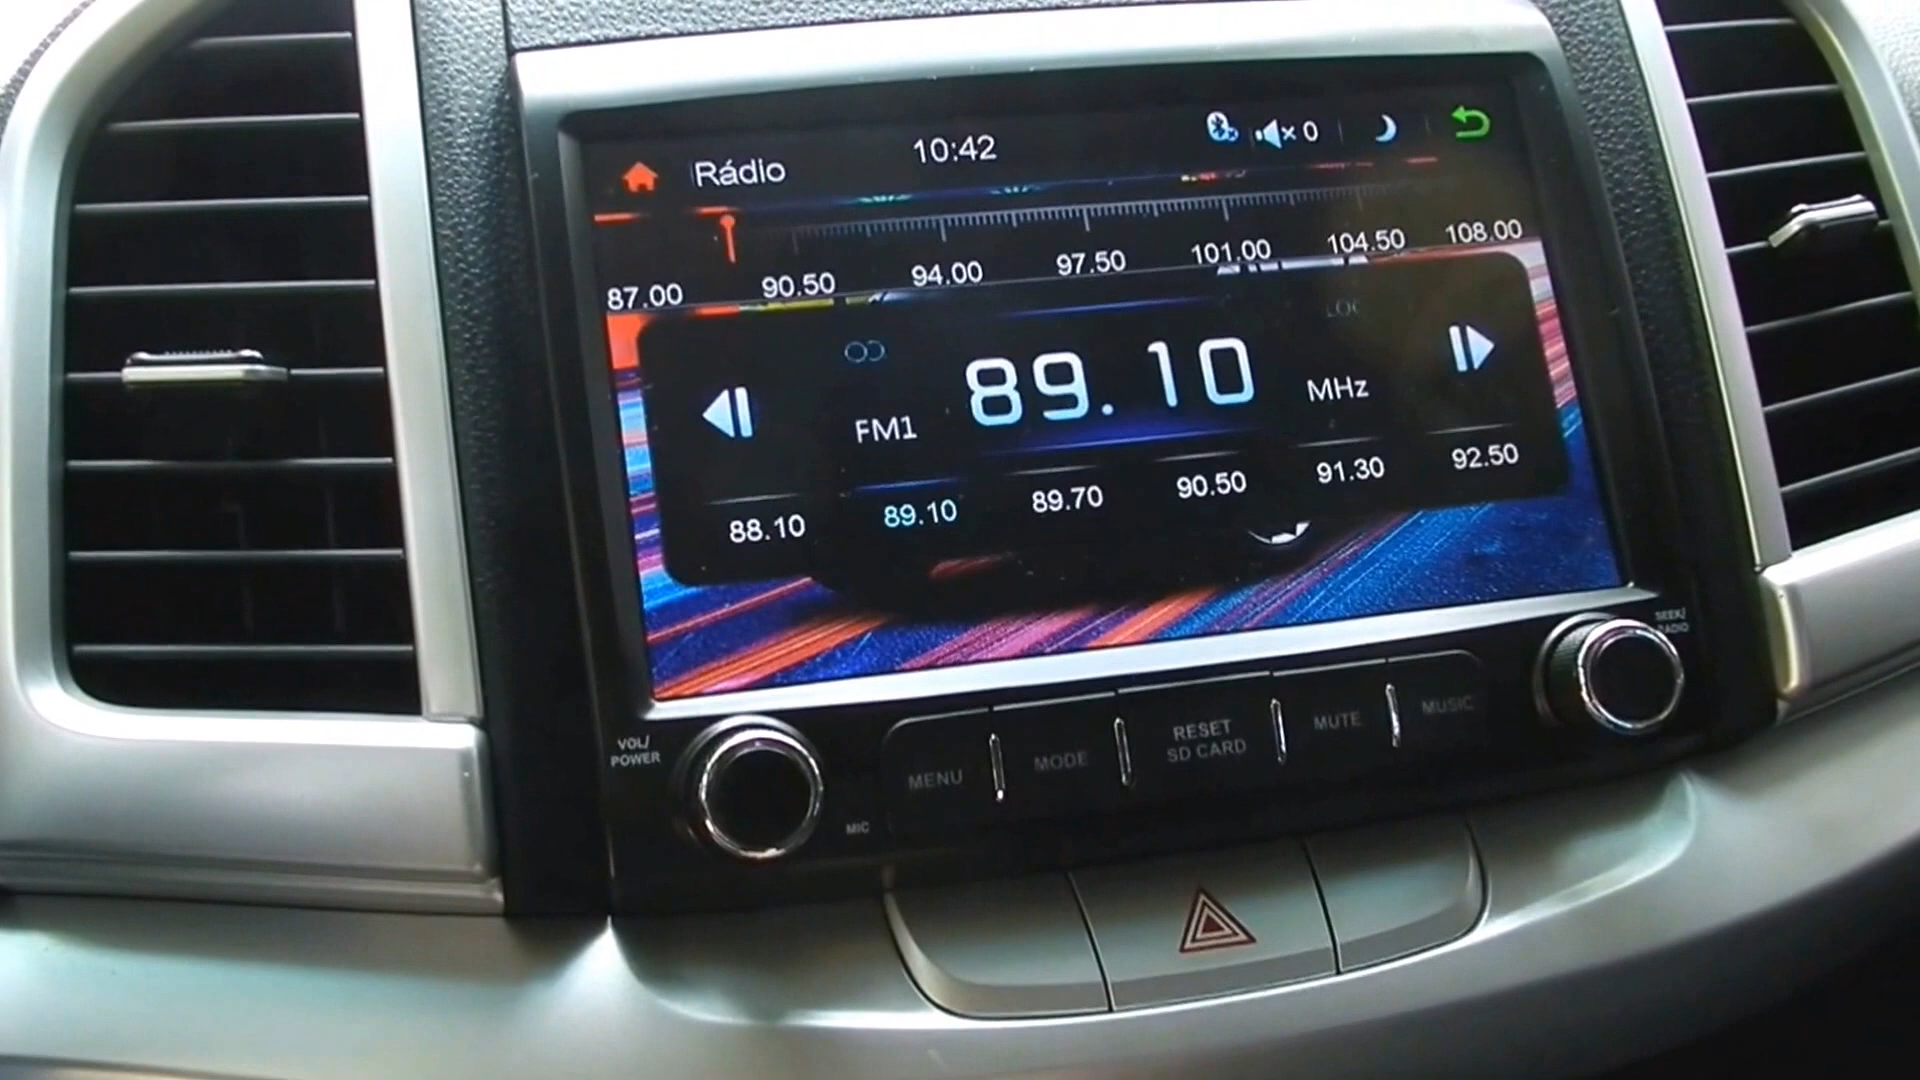 Rádio 10:42 0
87.00 90.50 94.00 97.50 101.00 104.50 108.00
LOC
FM1 89.10 MHz
88.10 89.10 89.70 90.50 91.30 92.50
VOL/
POWER
MIC
MENU
MODE
RESET
SD CARD
MUTE
MUSIC
SEEK/
RADIO